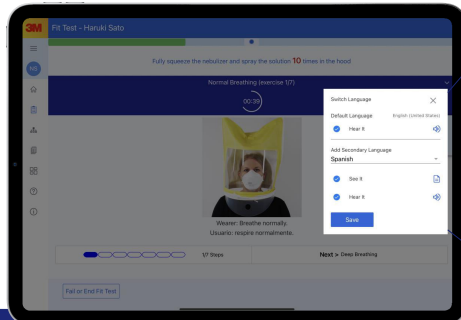 3M
Fit Test - Haruki Sato
NS
Fully squeeze the nebulizer and spray the solution 10 times in the hood
Normal Breathing (exercise 1/7)
00:39
Switch Language
Default Language English (United States)
Hear It
Add Secondary Language
Spanish
See it
Hear It
Save
Wearer: Breathe normally.
Usuario: respire normalmente.
1/7 Steps
Next > Deep Breathing
Fail or End Fit Test